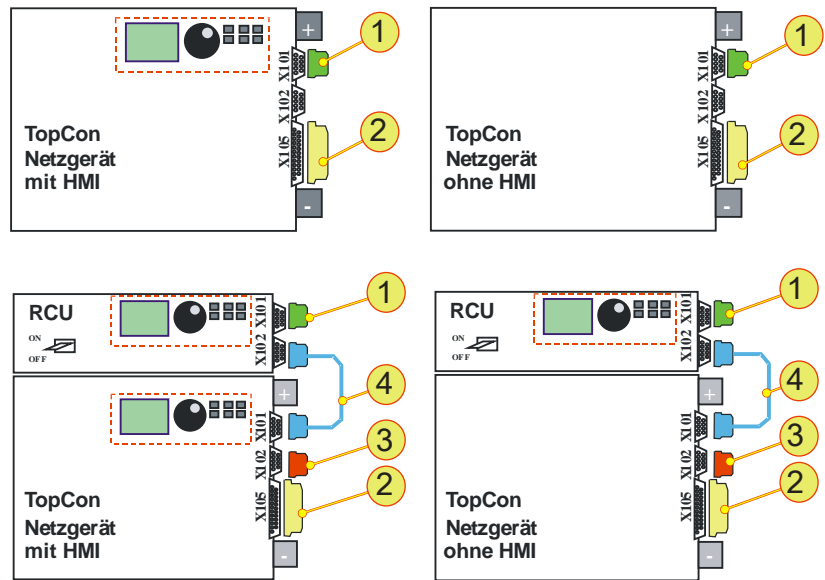 +
1
X101
X102
2
X105
TopCon
Netzgerät
mit HMI
-
+
1
X101
X102
2
X105
TopCon
Netzgerät
ohne HMI
-
RCU
ON
OFF
X101
X102
1
4
+
X101
3
X102
2
X105
TopCon
Netzgerät
mit HMI
-
RCU
ON
OFF
X101
X102
1
4
+
X101
3
X102
2
X105
TopCon
Netzgerät
ohne HMI
-